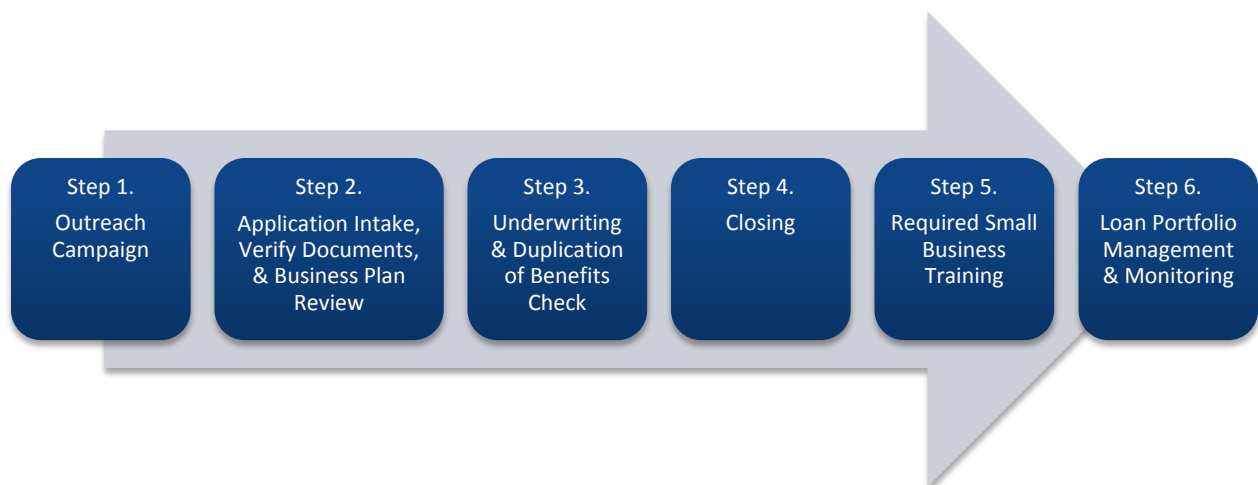 Step 1.
Outreach
Campaign
Step 2.
Application Intake,
Verify Documents,
& Business Plan
Review
Step 3.
Underwriting
& Duplication
of Benefits
Check
Step 4.
Closing
Step 5.
Required Small
Business
Training
Step 6.
Loan Portfolio
Management
& Monitoring